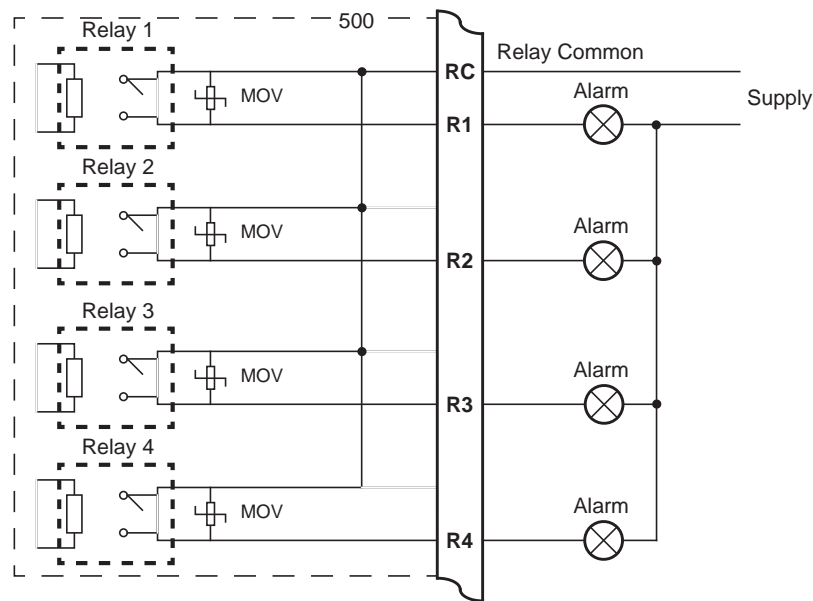 Relay 1
500
Relay Common
RC
MOV
Alarm
Supply
R1
Relay 2
Alarm
MOV
R2
Relay 3
Alarm
MOV
R3
Relay 4
Alarm
MOV
R4